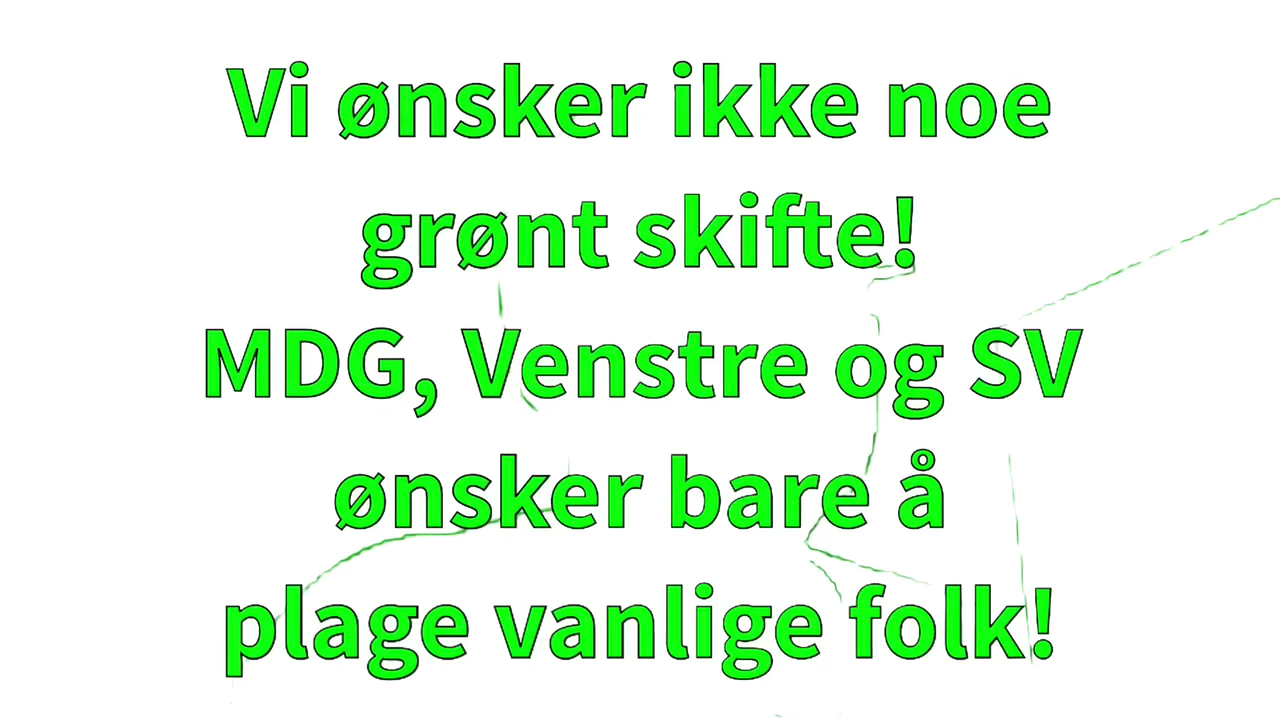 Vi ønsker ikke noe
grønt skifte!
MDG, Venstre og SV
ønsker bare å
plage vanlige folk!